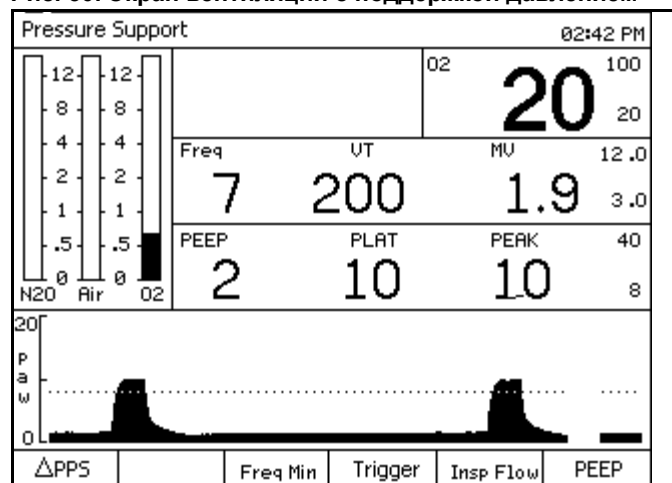 Pressure Support 02:42 PM
12 12
8 8
4 4
2 2
1 1
.5 .5
0 0
N2O Air O2
O2 20 100
20
Freq VT MV 12.0
7 200 1.9 3.0
PEEP PLAT PEAK 40
2 10 10 8
20
Paw
0
△PPS Freq Min Trigger Insp Flow PEEP